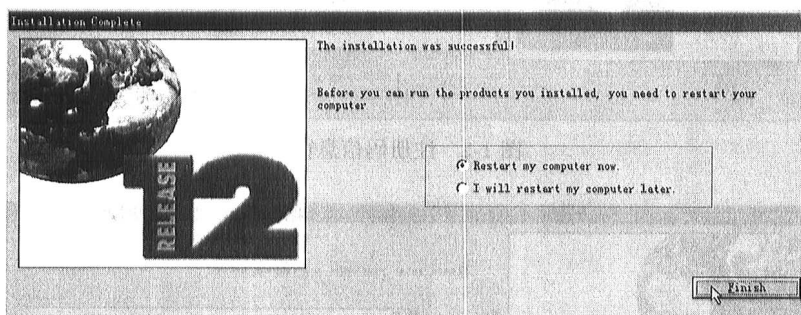 Installation Complete
The installation was successful!
Before you can run the products you installed, you need to restart your
computer
RELEASE
12
Restart my computer now.
I will restart my computer later.
Finish